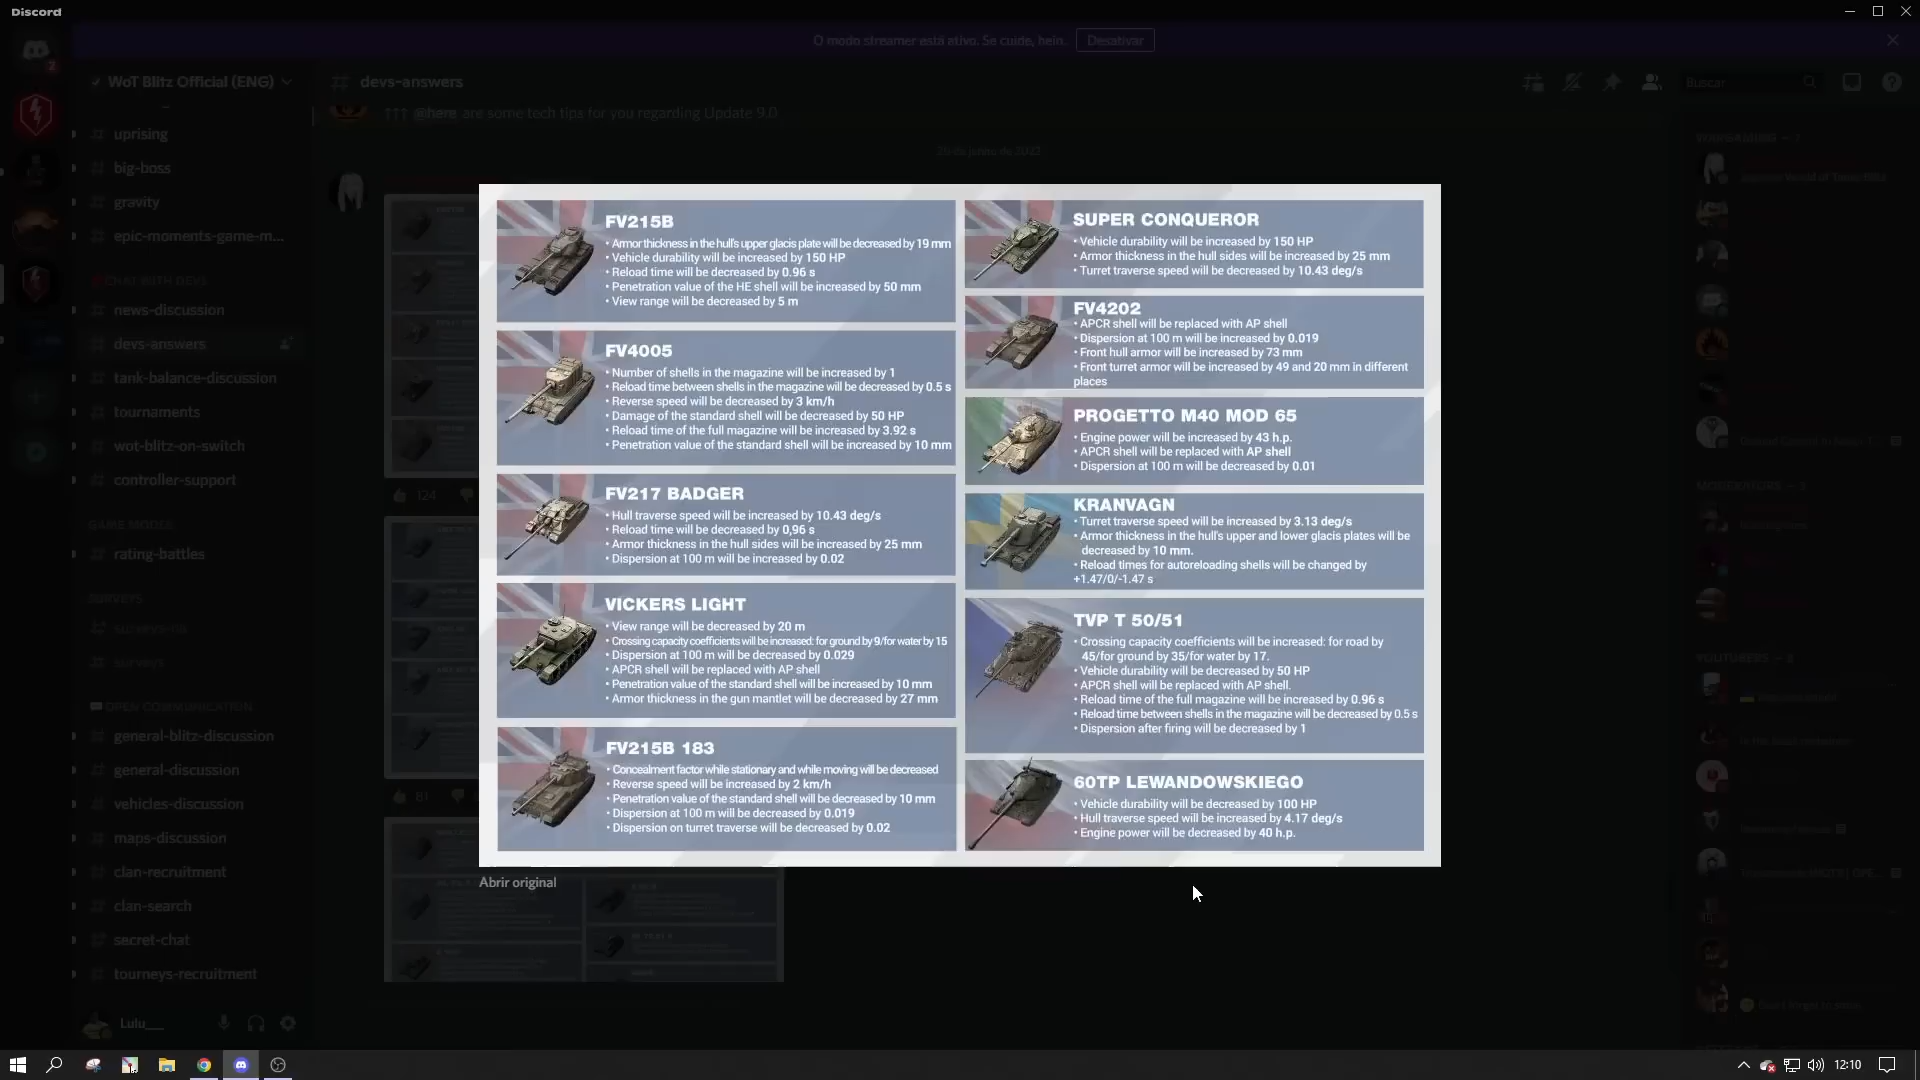 Discord
O modo streamer está ativo. Se cuide, hein.
Desativar
WoT Blitz Official (ENG)
devs-answers
Buscar
uprising
big-boss
gravity
epic-moments-game-m...
CHAT WITH DEVS
news-discussion
devs-answers
tank-balance-discussion
tournaments
wot-blitz-on-switch
controller-support
GAME MODES
rating-battles
SURVEYS
surveys
OPEN COMMUNICATION
general-blitz-discussion
general-discussion
vehicles-discussion
maps-discussion
clan-recruitment
clan-search
secret-chat
tourneys-recruitment
Lulu__
↑↑↑ @here are some tech tips for you regarding Update 9.0
124
81
FV215B
• Armor thickness in the hull's upper glacis plate will be decreased by 19 mm
• Vehicle durability will be increased by 150 HP
• Reload time will be decreased by 0.96 s
• Penetration value of the HE shell will be increased by 50 mm
• View range will be decreased by 5 m
FV4005
• Number of shells in the magazine will be increased by 1
• Reload time between shells in the magazine will be decreased by 0.5 s
• Reverse speed will be decreased by 3 km/h
• Damage of the standard shell will be decreased by 50 HP
• Reload time of the full magazine will be increased by 3.92 s
• Penetration value of the standard shell will be increased by 10 mm
FV217 BADGER
• Hull traverse speed will be increased by 10.43 deg/s
• Reload time will be decreased by 0,96 s
• Armor thickness in the hull sides will be increased by 25 mm
• Dispersion at 100 m will be increased by 0.02
VICKERS LIGHT
• View range will be decreased by 20 m
• Crossing capacity coefficients will be increased: for ground by 9/for water by 15
• Dispersion at 100 m will be decreased by 0.029
• APCR shell will be replaced with AP shell
• Penetration value of the standard shell will be increased by 10 mm
• Armor thickness in the gun mantlet will be decreased by 27 mm
FV215B 183
• Concealment factor while stationary and while moving will be decreased
• Reverse speed will be increased by 2 km/h
• Penetration value of the standard shell will be decreased by 10 mm
• Dispersion at 100 m will be decreased by 0.019
• Dispersion on turret traverse will be decreased by 0.02
SUPER CONQUEROR
• Vehicle durability will be increased by 150 HP
• Armor thickness in the hull sides will be increased by 25 mm
• Turret traverse speed will be decreased by 10.43 deg/s
FV4202
• APCR shell will be replaced with AP shell
• Dispersion at 100 m will be increased by 0.019
• Front hull armor will be increased by 73 mm
• Front turret armor will be increased by 49 and 20 mm in different
places
PROGETTO M40 MOD 65
• Engine power will be increased by 43 h.p.
• APCR shell will be replaced with AP shell
• Dispersion at 100 m will be decreased by 0.01
KRANVAGN
• Turret traverse speed will be increased by 3.13 deg/s
• Armor thickness in the hull's upper and lower glacis plates will be
decreased by 10 mm.
• Reload times for autoreloading shells will be changed by
+1.47/0/-1.47 s
TVP T 50/51
• Crossing capacity coefficients will be increased: for road by
45/for ground by 35/for water by 17.
• Vehicle durability will be decreased by 50 HP
• APCR shell will be replaced with AP shell.
• Reload time of the full magazine will be increased by 0.96 s
• Reload time between shells in the magazine will be decreased by 0.5 s
• Dispersion after firing will be decreased by 1
60TP LEWANDOWSKIEGO
• Vehicle durability will be decreased by 100 HP
• Hull traverse speed will be increased by 4.17 deg/s
• Engine power will be decreased by 40 h.p.
Abrir original
12:10